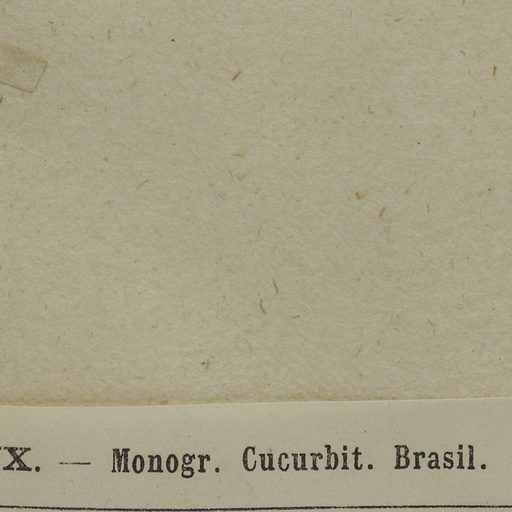 X. — Monogr. Cucurbit. Brasil.